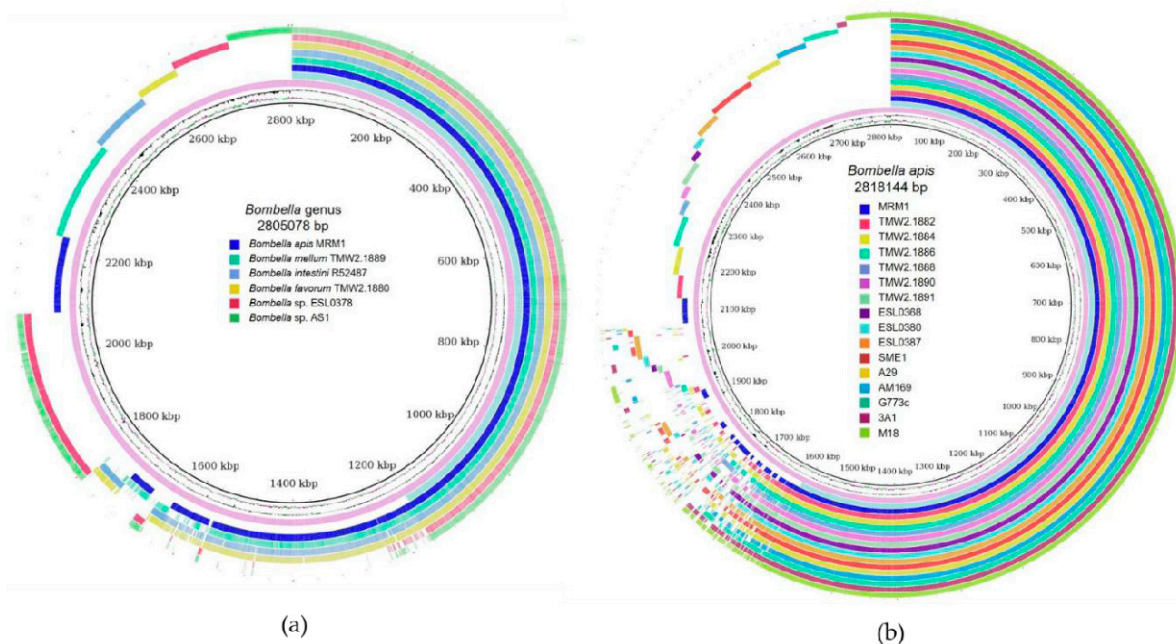 2800 kbp
200 kbp
400 kbp
600 kbp
800 kbp
1000 kbp
1200 kbp
1400 kbp
1600 kbp
1800 kbp
2000 kbp
2200 kbp
2400 kbp
2600 kbp
Bombella genus
2805078 bp
Bombella apis MRM1
Bombella mellum TMW2.1889
Bombella intestini R52487
Bombella favorum TMW2.1880
Bombella sp. ESL0378
Bombella sp. AS1
(a)
2800 kbp
100 kbp
200 kbp
300 kbp
400 kbp
500 kbp
600 kbp
700 kbp
800 kbp
900 kbp
1000 kbp
1100 kbp
1200 kbp
1300 kbp
1400 kbp
1500 kbp
1600 kbp
1700 kbp
1800 kbp
1900 kbp
2000 kbp
2100 kbp
2200 kbp
2300 kbp
2400 kbp
2500 kbp
2600 kbp
2700 kbp
Bombella apis
2818144 bp
MRM1
TMW2.1882
TMW2.1884
TMW2.1886
TMW2.1888
TMW2.1890
TMW2.1891
ESL0368
ESL0380
ESL0387
SME1
A29
AM169
G773c
3A1
M18
(b)